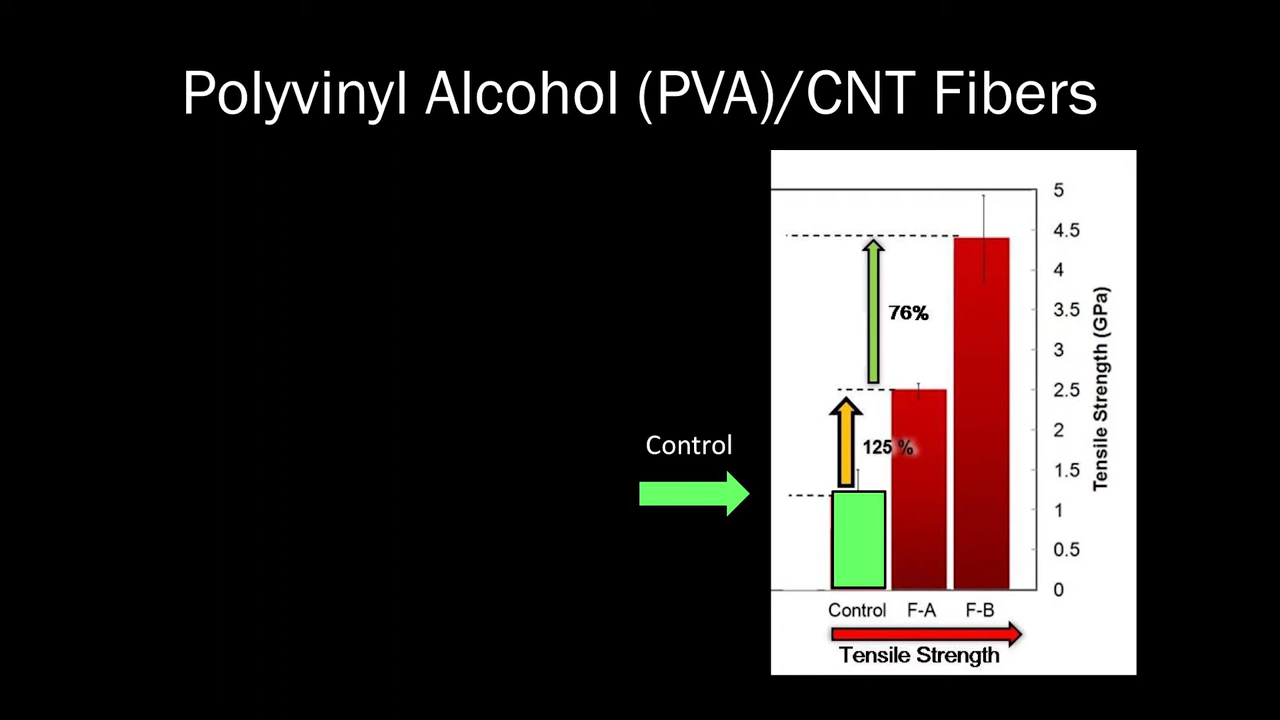 Polyvinyl Alcohol (PVA)/CNT Fibers
5
4.5
4
3.5
3
2.5
2
1.5
1
0.5
0
Tensile Strength (GPa)
76%
125 %
Control
Control F-A F-B
Tensile Strength